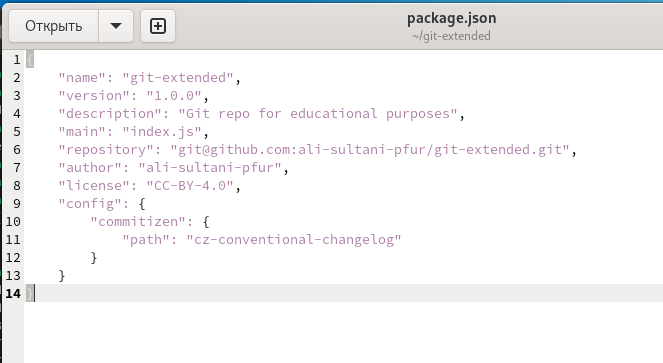 Открыть
package.json
~/git-extended
1 {
2 "name": "git-extended",
3 "version": "1.0.0",
4 "description": "Git repo for educational purposes",
5 "main": "index.js",
6 "repository": "git@github.com:ali-sultani-pfur/git-extended.git",
7 "author": "ali-sultani-pfur",
8 "license": "CC-BY-4.0",
9 "config": {
10 "commitizen": {
11 "path": "cz-conventional-changelog"
12 }
13 }
14 }